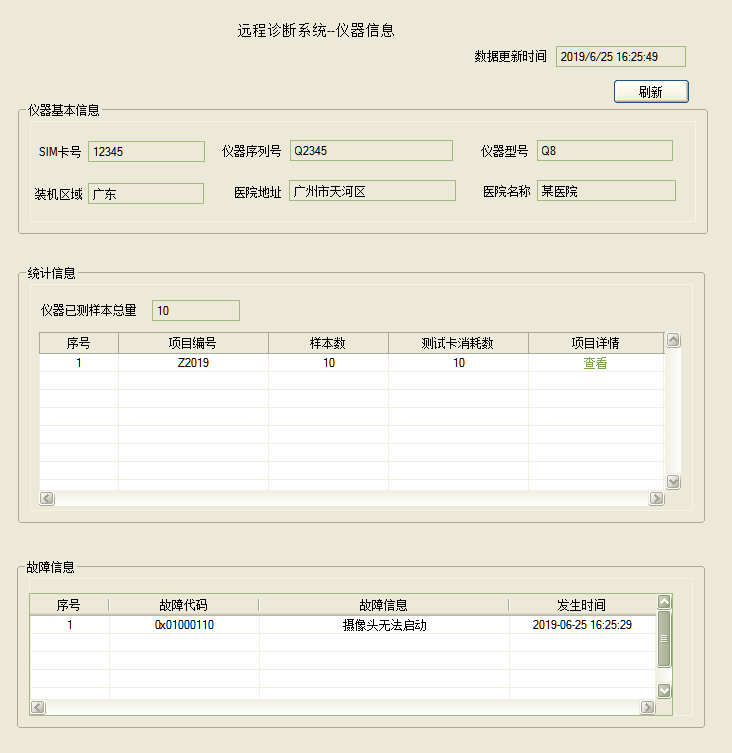 远程诊断系统--仪器信息
数据更新时间 2019/6/25 16:25:49
刷新
仪器基本信息
SIM卡号 12345 仪器序列号 Q2345 仪器型号 Q8
装机区域 广东 医院地址 广州市天河区 医院名称 某医院
统计信息
仪器已测样本总量 10
序号 项目编号 样本数 测试卡消耗数 项目详情
1 Z2019 10 10 查看
故障信息
序号 故障代码 故障信息 发生时间
1 0x01000110 摄像头无法启动 2019-06-25 16:25:29